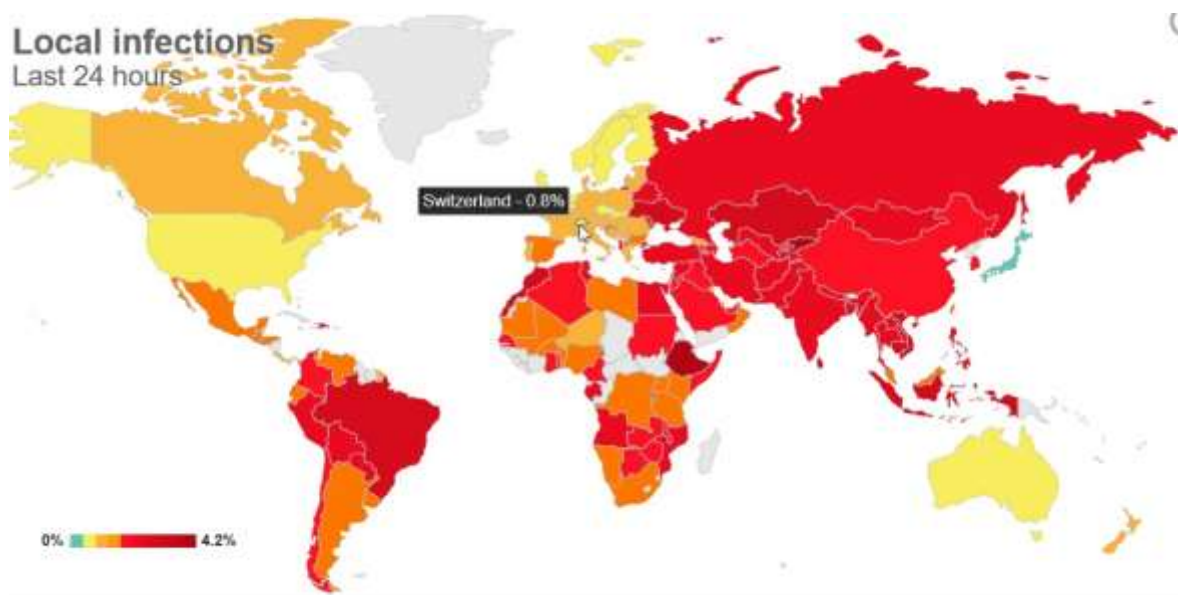 Local infections
Last 24 hours
Switzerland - 0.8%
0%
4.2%